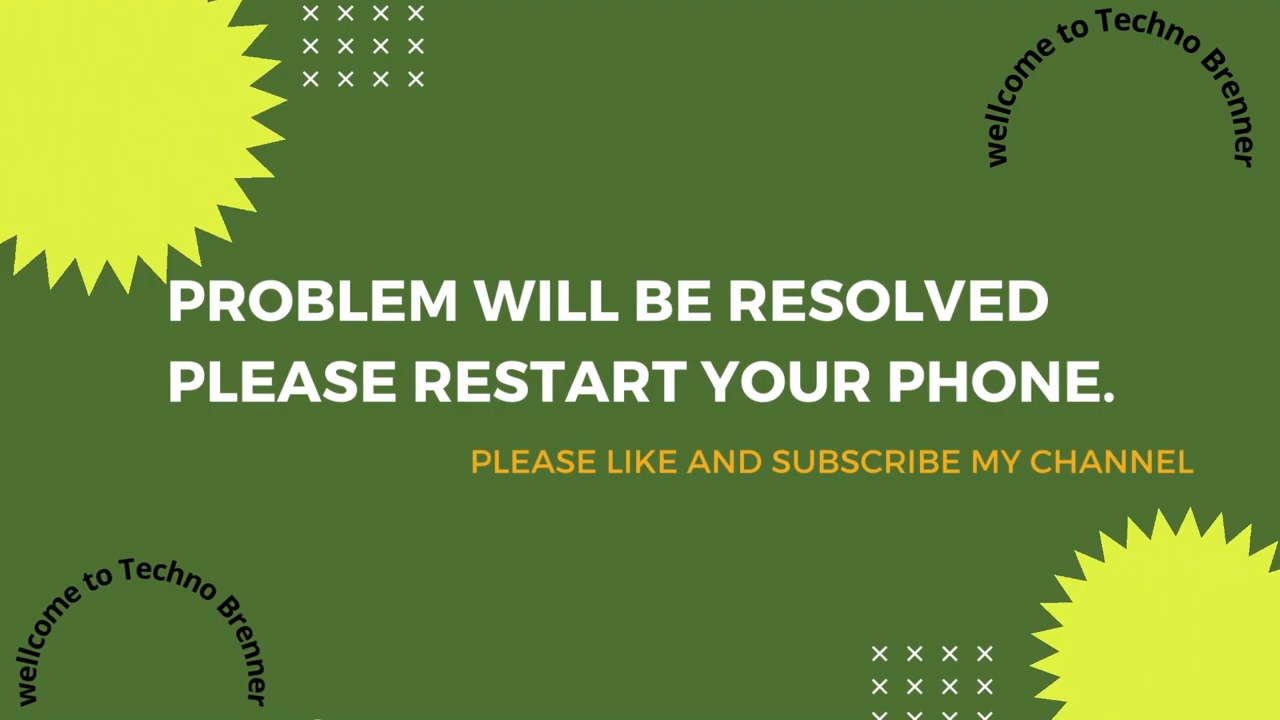 wellcome to Techno Brenner
PROBLEM WILL BE RESOLVED
PLEASE RESTART YOUR PHONE.
PLEASE LIKE AND SUBSCRIBE MY CHANNEL
wellcome to Techno Brenner